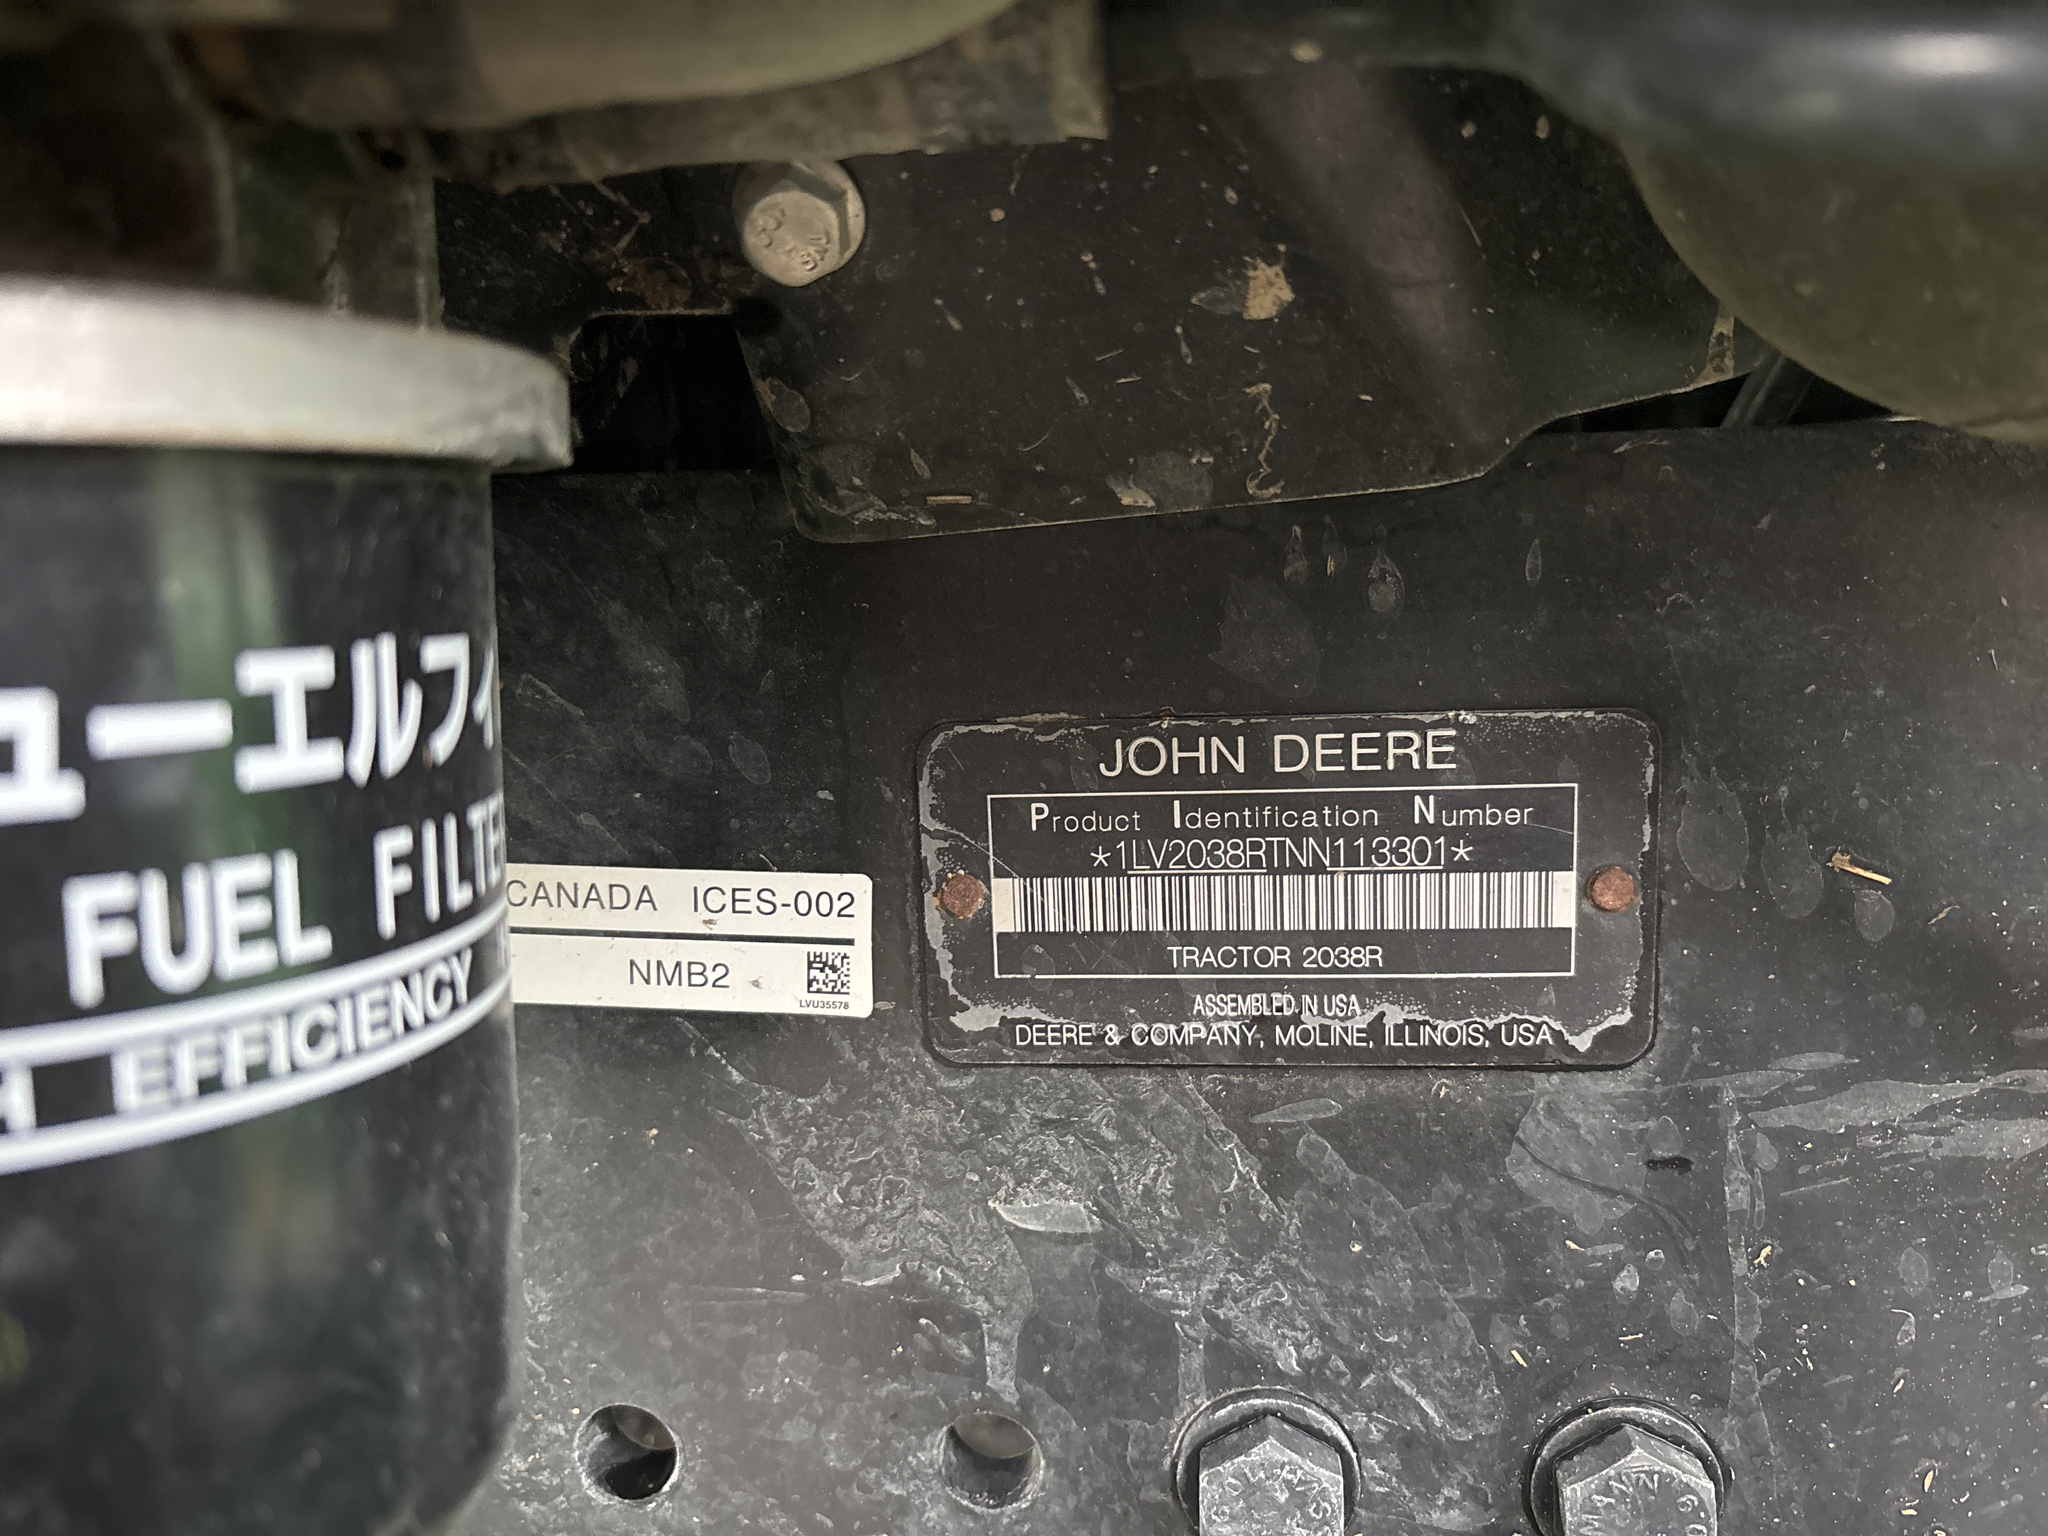 ューエルフィ
FUEL FILTE
H EFFICIENCY
CANADA ICES-002
NMB2
LVU35578
JOHN DEERE
Product Identification Number
*1LV2038RTNN113301*
TRACTOR 2038R
ASSEMBLED IN USA
DEERE & COMPANY, MOLINE, ILLINOIS, USA